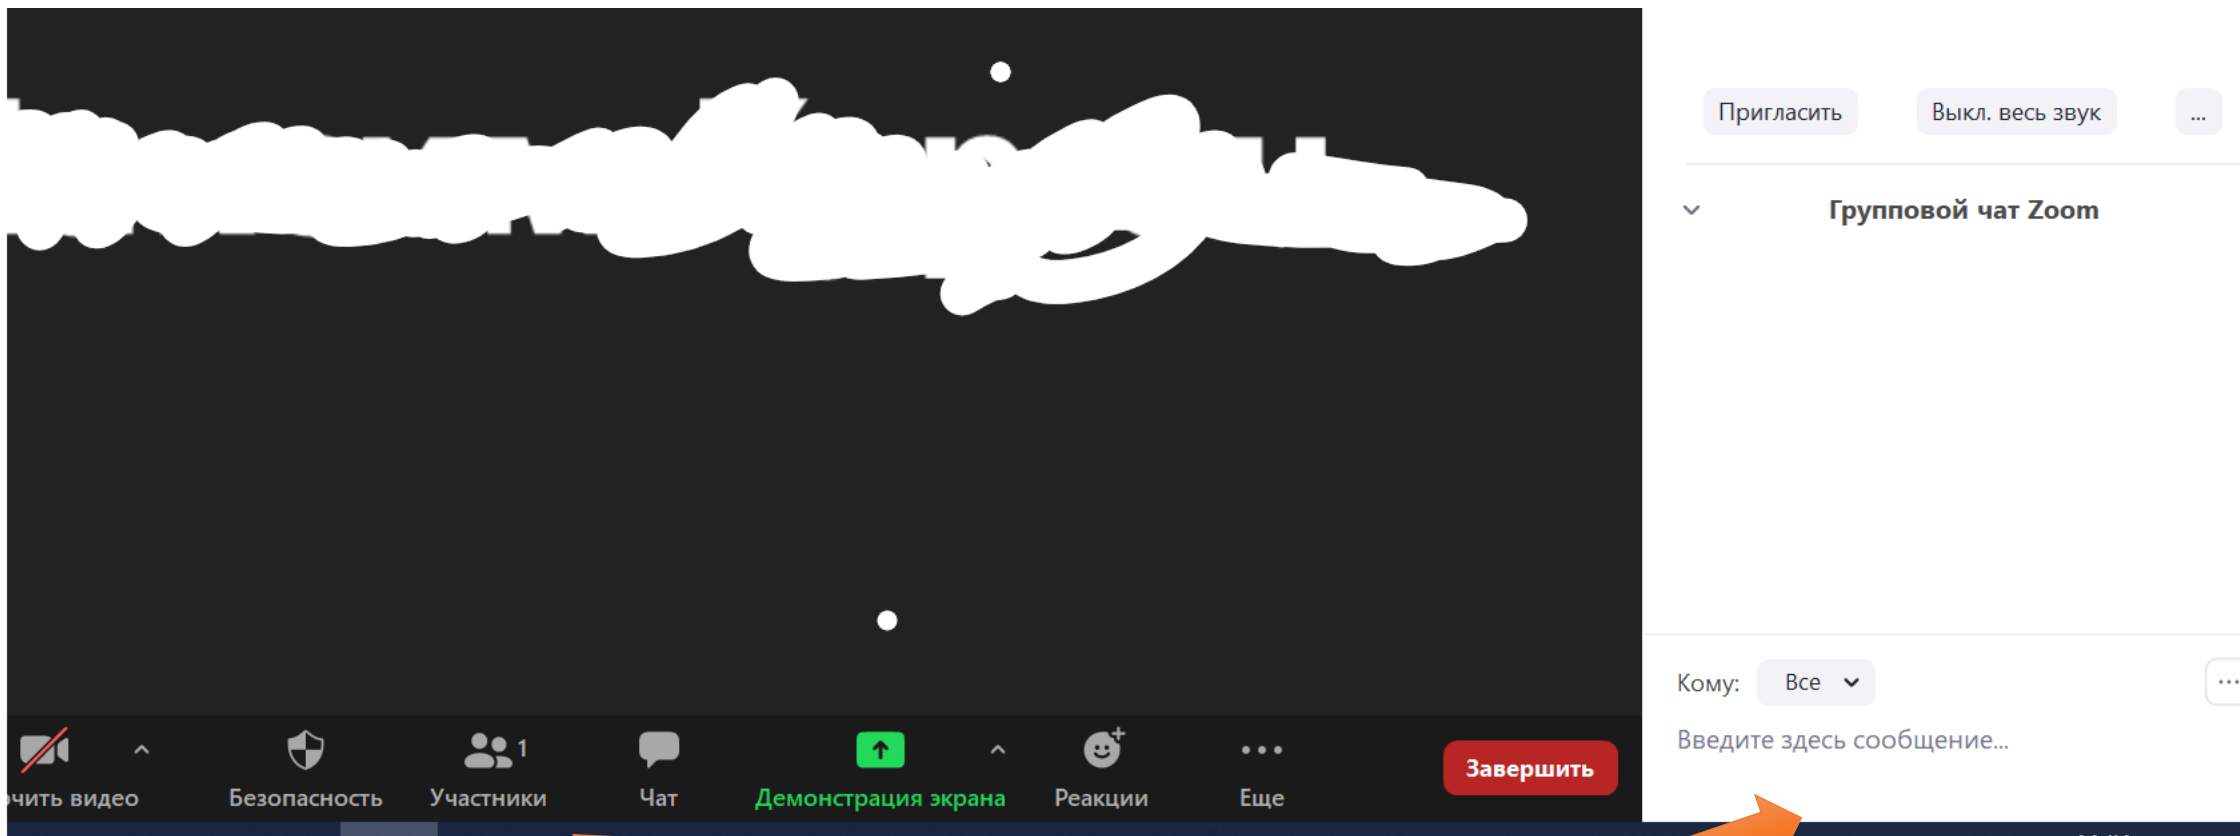 Пригласить
Выкл. весь звук
...
Групповой чат Zoom
Кому:
Все
Введите здесь сообщение...
1
чить видео
Безопасность
Участники
Чат
Демонстрация экрана
Реакции
Еще
Завершить